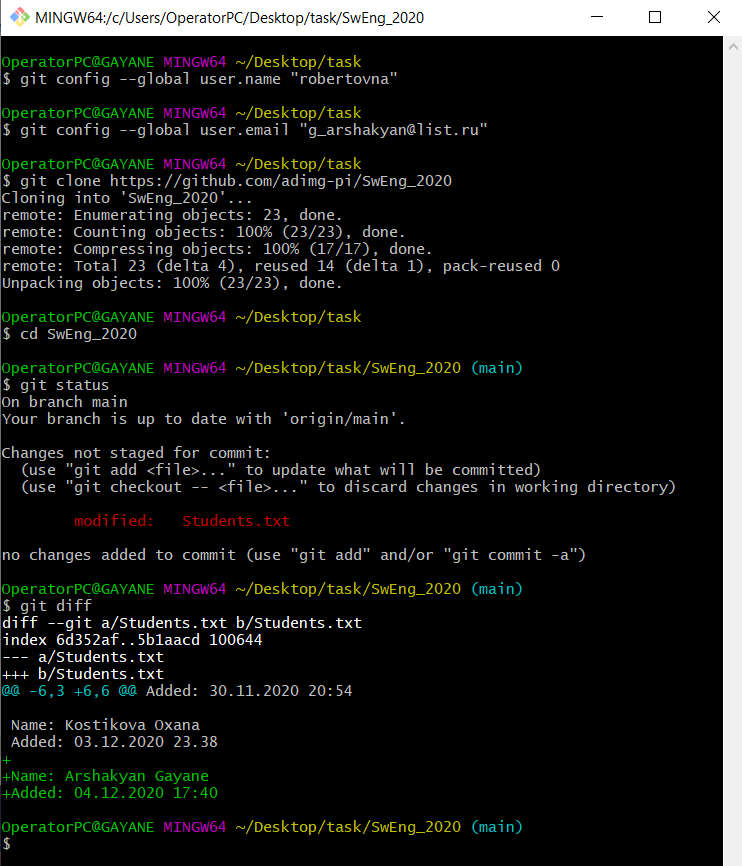 MINGW64:/c/Users/OperatorPC/Desktop/task/SwEng_2020
OperatorPC@GAYANE MINGW64 ~/Desktop/task
$ git config --global user.name "robertovna"
OperatorPC@GAYANE MINGW64 ~/Desktop/task
$ git config --global user.email "g_arshakyan@list.ru"
OperatorPC@GAYANE MINGW64 ~/Desktop/task
$ git clone https://github.com/adimg-pi/SwEng_2020
Cloning into 'SwEng_2020'...
remote: Enumerating objects: 23, done.
remote: Counting objects: 100% (23/23), done.
remote: Compressing objects: 100% (17/17), done.
remote: Total 23 (delta 4), reused 14 (delta 1), pack-reused 0
Unpacking objects: 100% (23/23), done.
OperatorPC@GAYANE MINGW64 ~/Desktop/task
$ cd SwEng_2020
OperatorPC@GAYANE MINGW64 ~/Desktop/task/SwEng_2020 (main)
$ git status
On branch main
Your branch is up to date with 'origin/main'.
Changes not staged for commit:
  (use "git add <file>..." to update what will be committed)
  (use "git checkout -- <file>..." to discard changes in working directory)
        modified:   Students.txt
no changes added to commit (use "git add" and/or "git commit -a")
OperatorPC@GAYANE MINGW64 ~/Desktop/task/SwEng_2020 (main)
$ git diff
diff --git a/Students.txt b/Students.txt
index 6d352af..5b1aacd 100644
--- a/Students.txt
+++ b/Students.txt
@@ -6,3 +6,6 @@ Added: 30.11.2020 20:54
 Name: Kostikova Oxana
 Added: 03.12.2020 23.38
+
+Name: Arshakyan Gayane
+Added: 04.12.2020 17:40
OperatorPC@GAYANE MINGW64 ~/Desktop/task/SwEng_2020 (main)
$